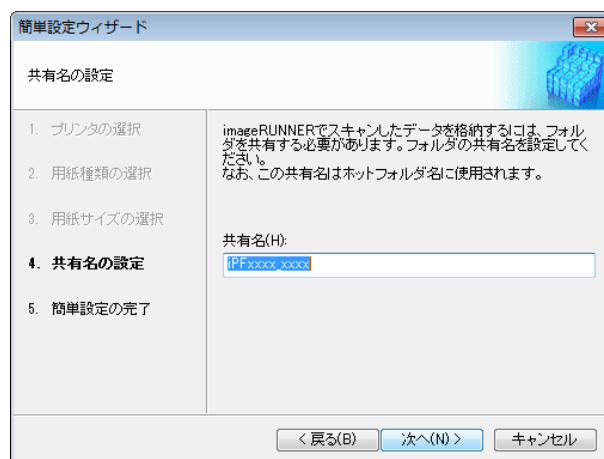 簡単設定ウィザード
共有名の設定
1. プリンタの選択
2. 用紙種類の選択
3. 用紙サイズの選択
4. 共有名の設定
5. 簡単設定の完了
imageRUNNERでスキャンしたデータを格納するには、フォル
ダを共有する必要があります。フォルダの共有名を設定してく
ださい。
なお、この共有名はホットフォルダ名に使用されます。
共有名(H):
iPFxxxx_xxxx
< 戻る(B)
次へ(N) >
キャンセル